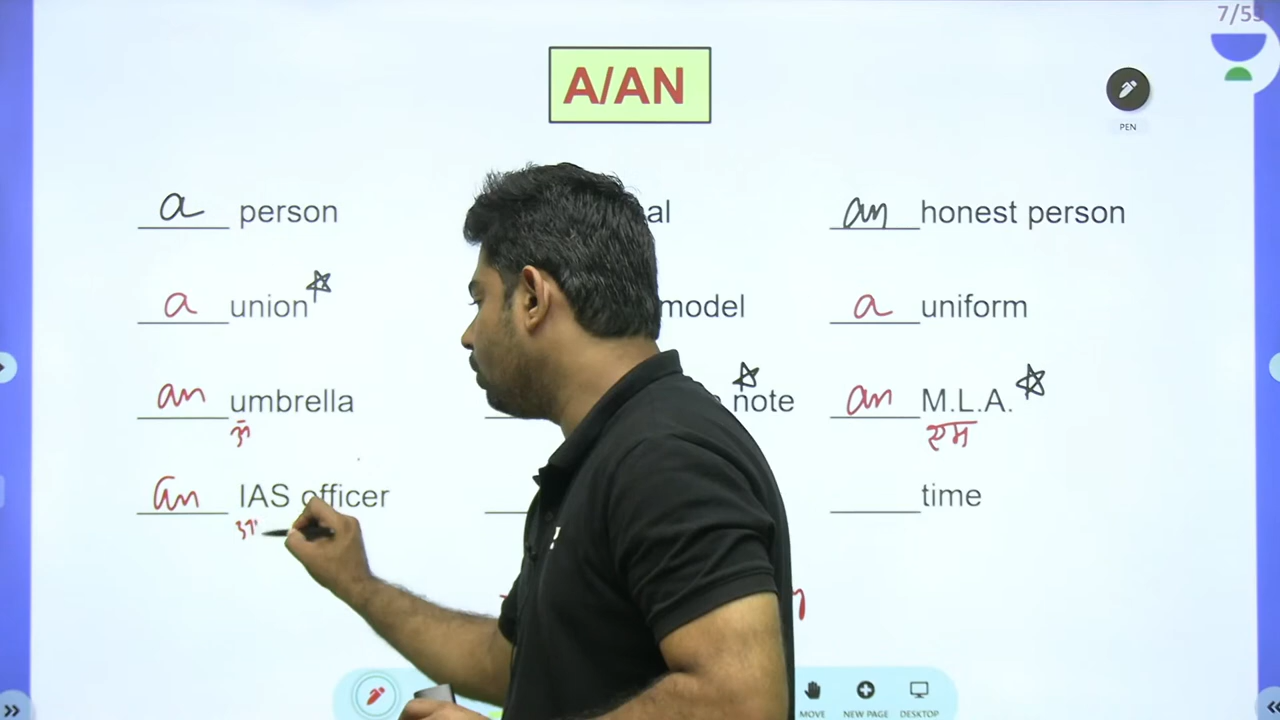 7/53
A/AN
PEN
a person
al
an honest person
a union
model
a uniform
an umbrella
note
an M.L.A.
एम
an IAS officer
time
MOVE
NEW PAGE
DESKTOP